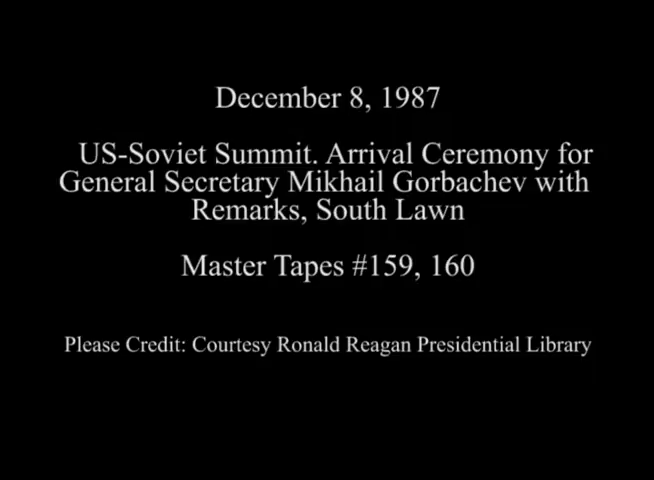 December 8, 1987
US-Soviet Summit. Arrival Ceremony for
General Secretary Mikhail Gorbachev with
Remarks, South Lawn
Master Tapes #159, 160
Please Credit: Courtesy Ronald Reagan Presidential Library